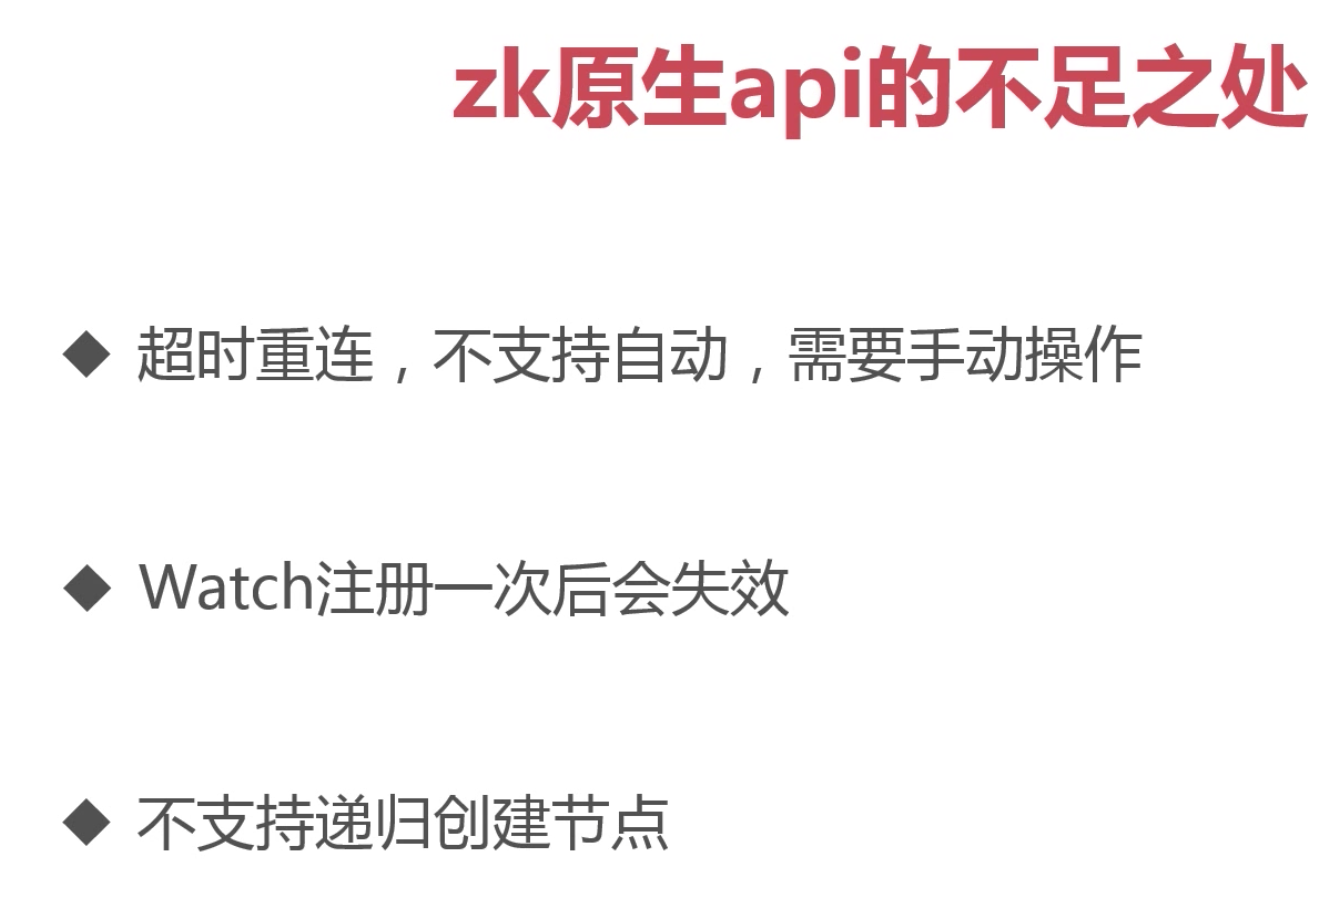 zk原生api的不足之处
◆ 超时重连，不支持自动，需要手动操作
◆ Watch注册一次后会失效
◆ 不支持递归创建节点